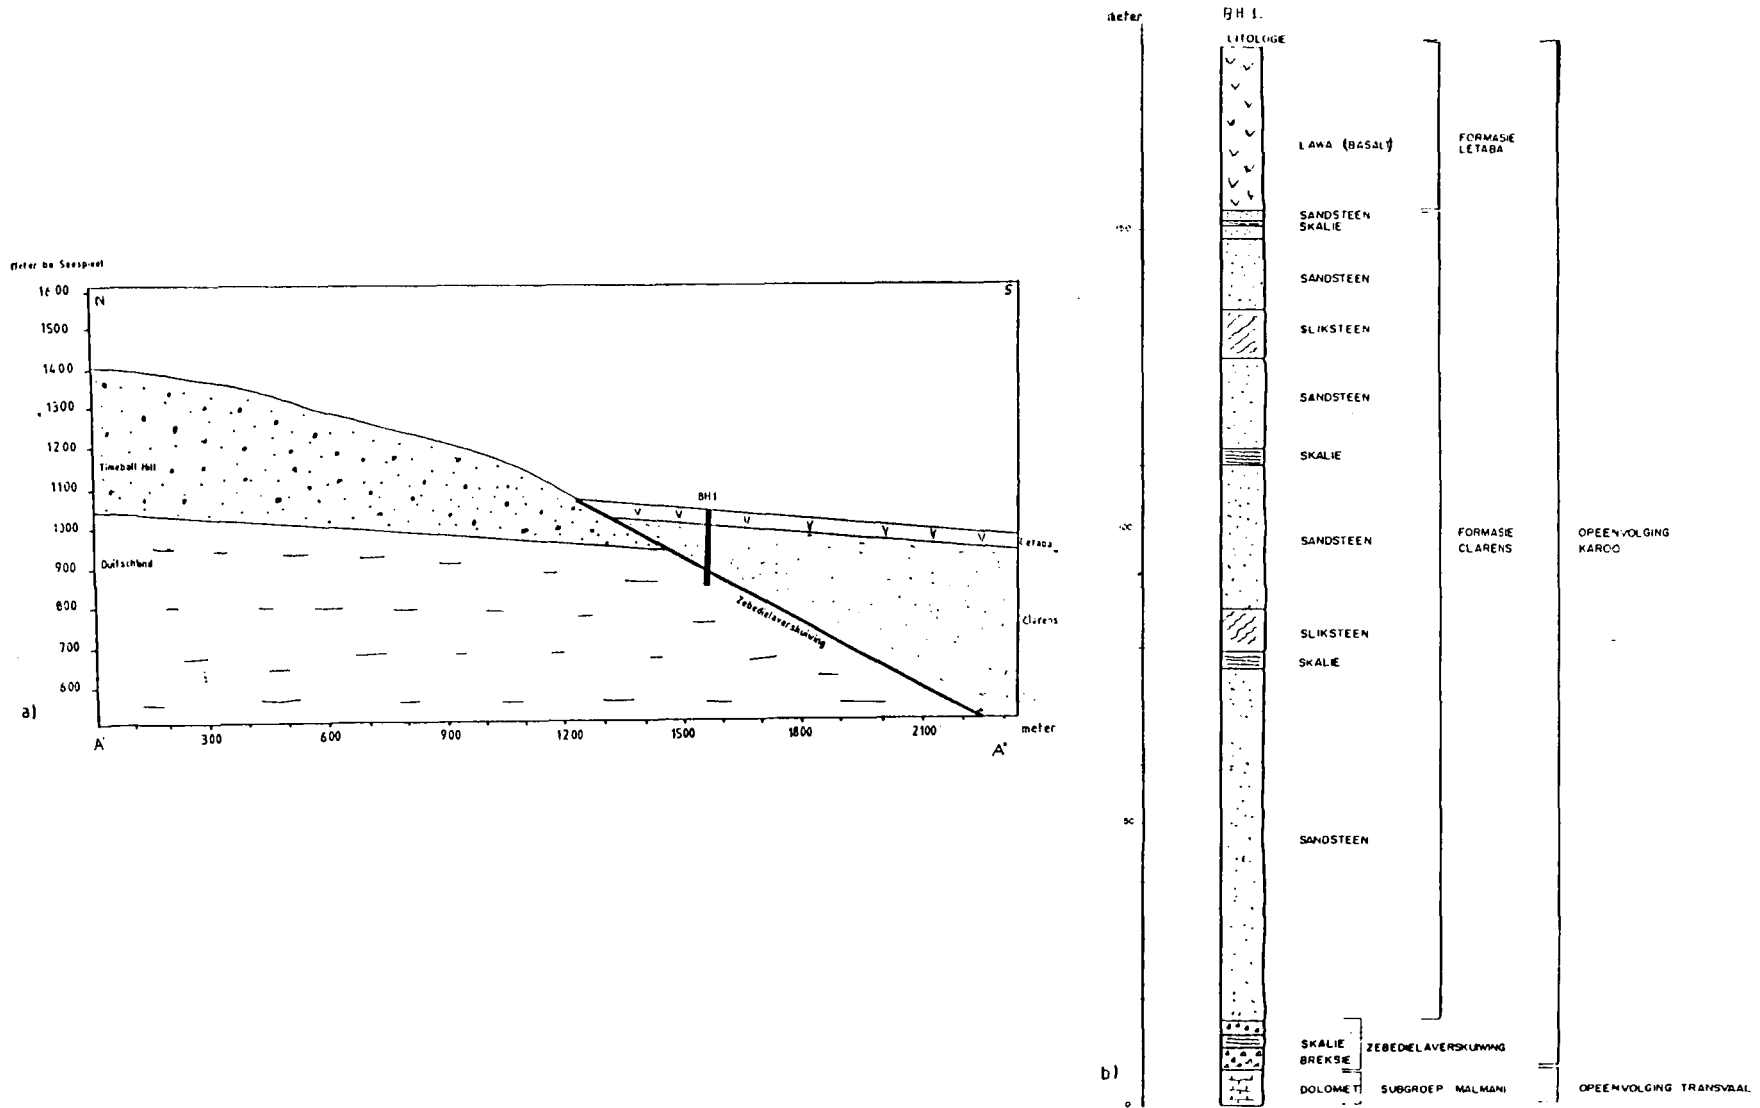 Meter bo Seespieel
1600
1500
1400
1300
1200
1100
1000
900
800
700
600
N
S
Timeball Hill
Duitschland
BH1
Letaba
Clarens
Zebedielaverskuiwing
a)
A'
300
600
900
1200
1500
1800
2100
meter
A"
meter
BH 1.
LITOLOGIE
LAWA (BASALT)
FORMASIE
LETABA
150
SANDSTEEN
SKALIE
SANDSTEEN
SLIKSTEEN
SANDSTEEN
SKALIE
100
SANDSTEEN
FORMASIE
CLARENS
OPEENVOLGING
KAROO
SLIKSTEEN
SKALIE
50
SANDSTEEN
SKALIE
BREKSIE
ZEBEDIELAVERSKUIWING
b)
0
DOLOMIET
SUBGROEP MALMANI
OPEENVOLGING TRANSVAAL